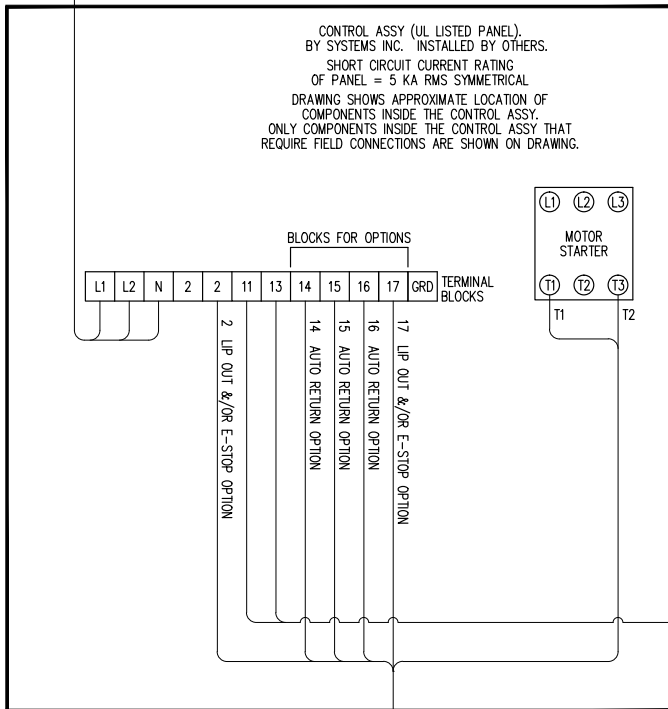 CONTROL ASSY (UL LISTED PANEL).
BY SYSTEMS INC. INSTALLED BY OTHERS.
SHORT CIRCUIT CURRENT RATING
OF PANEL = 5 KA RMS SYMMETRICAL
DRAWING SHOWS APPROXIMATE LOCATION OF
COMPONENTS INSIDE THE CONTROL ASSY.
ONLY COMPONENTS INSIDE THE CONTROL ASSY THAT
REQUIRE FIELD CONNECTIONS ARE SHOWN ON DRAWING.
L1 L2 L3
MOTOR
STARTER
T1 T2 T3
T1 T2
BLOCKS FOR OPTIONS
L1 L2 N 2 2 11 13 14 15 16 17 GRD
TERMINAL
BLOCKS
2 LIP OUT &/OR E-STOP OPTION
14 AUTO RETURN OPTION
15 AUTO RETURN OPTION
16 AUTO RETURN OPTION
17 LIP OUT &/OR E-STOP OPTION